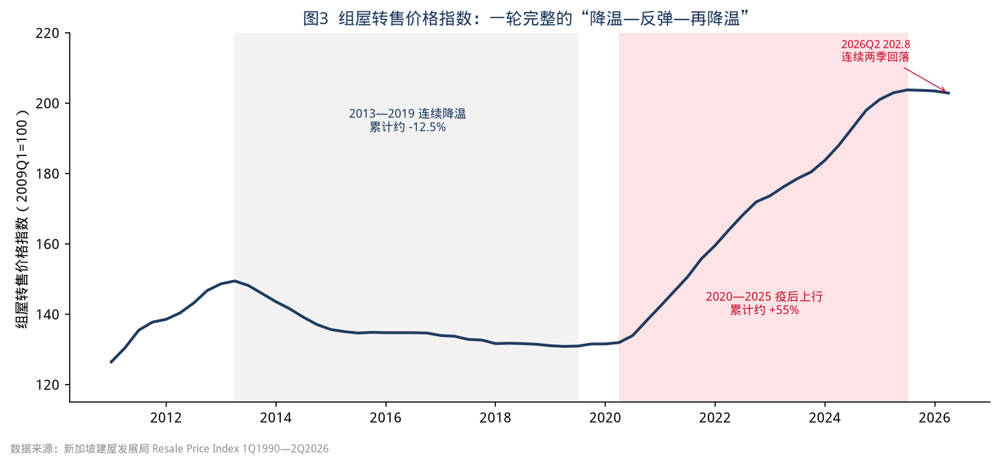 图3 组屋转售价格指数：一轮完整的“降温—反弹—再降温”
组屋转售价格指数（2009Q1=100）
220
200
180
160
140
120
2026Q2 202.8
连续两季回落
2013—2019 连续降温
累计约 -12.5%
2020—2025 疫后上行
累计约 +55%
2012
2014
2016
2018
2020
2022
2024
2026
数据来源：新加坡建屋发展局 Resale Price Index 1Q1990—2Q2026